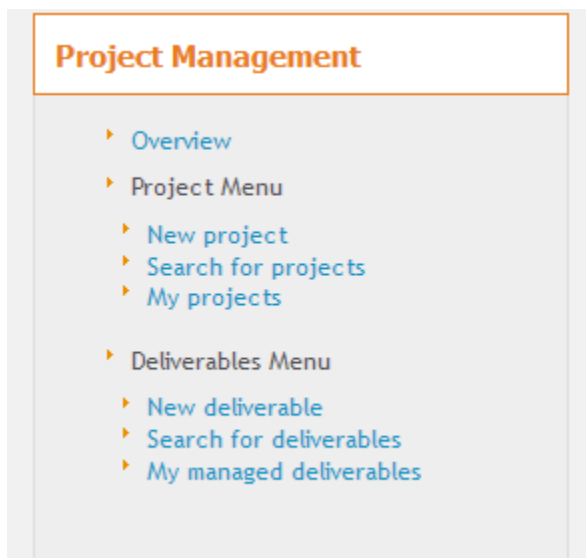 Project Management
Overview
Project Menu
New project
Search for projects
My projects
Deliverables Menu
New deliverable
Search for deliverables
My managed deliverables